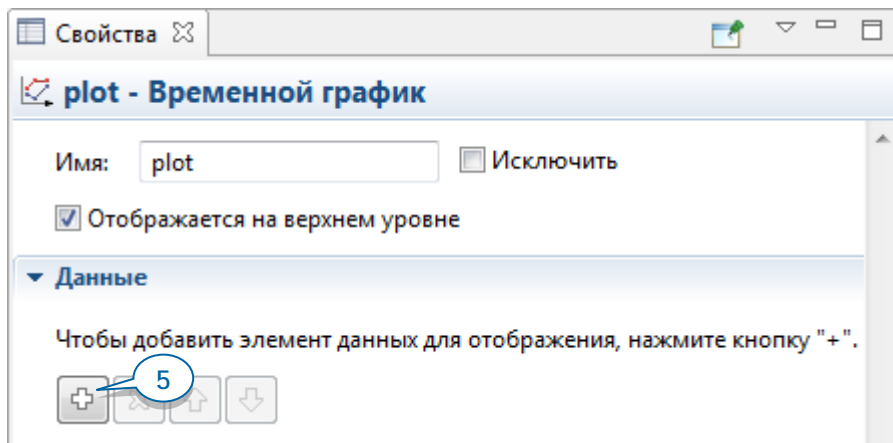 Свойства
plot - Временной график
Имя: plot Исключить
Отображается на верхнем уровне
Данные
Чтобы добавить элемент данных для отображения, нажмите кнопку "+".
5